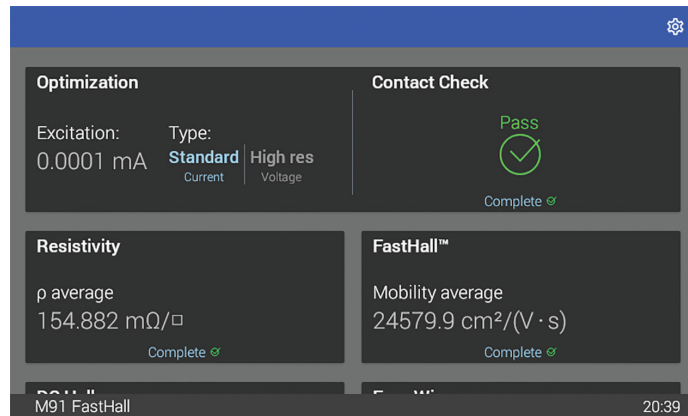 Optimization
Excitation:
0.0001 mA
Type:
Standard
Current
High res
Voltage
Contact Check
Pass
Complete
Resistivity
ρ average
154.882 mΩ/□
Complete
FastHall™
Mobility average
24579.9 cm²/(V · s)
Complete
M91 FastHall
20:39